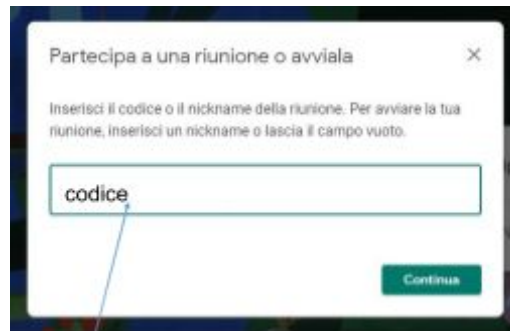 Partecipa a una riunione o avviala
Inserisci il codice o il nickname della riunione. Per avviare la tua
riunione, inserisci un nickname o lascia il campo vuoto.
codice
Continua